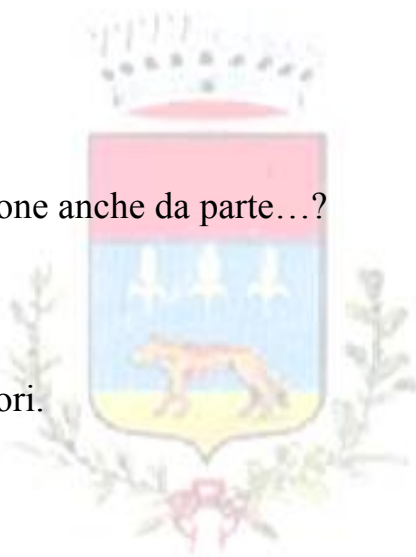 one anche da parte…?
ori.